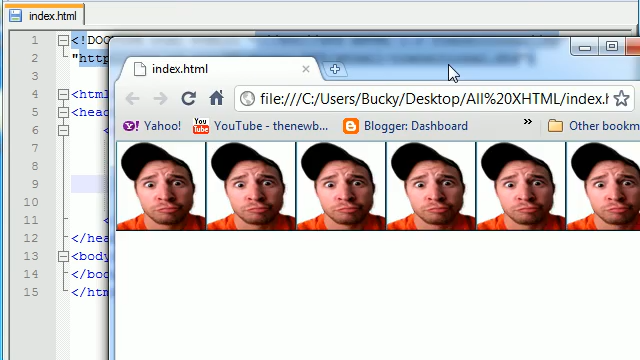 index.html
1 <!DOC
2 "http
3
4 <html
5 <head
6 <
7
8
9
10
11 <
12 </hea
13 <body
14 </bod
15 </htm
index.html
file:///C:/Users/Bucky/Desktop/All%20XHTML/index.h
Yahoo! You Tube YouTube - thenewb... Blogger: Dashboard » Other bookm